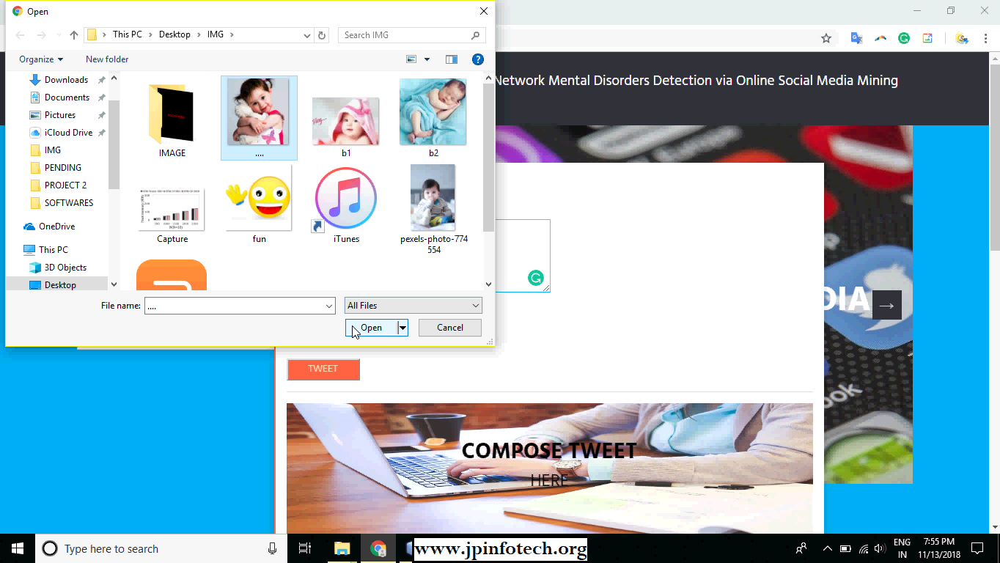 Open
This PC > Desktop > IMG >
Search IMG
Organize
New folder
Downloads
Documents
Pictures
iCloud Drive
IMG
PENDING
PROJECT 2
SOFTWARES
OneDrive
This PC
3D Objects
Desktop
IMAGE
....
b1
b2
Capture
fun
iTunes
pexels-photo-774
554
File name:
....
All Files
Open
Cancel
Network Mental Disorders Detection via Online Social Media Mining
DIA
→
ook
TWEET
COMPOSE TWEET
HERE
Type here to search
www.jpinfotech.org
ENG
IN
7:55 PM
11/13/2018